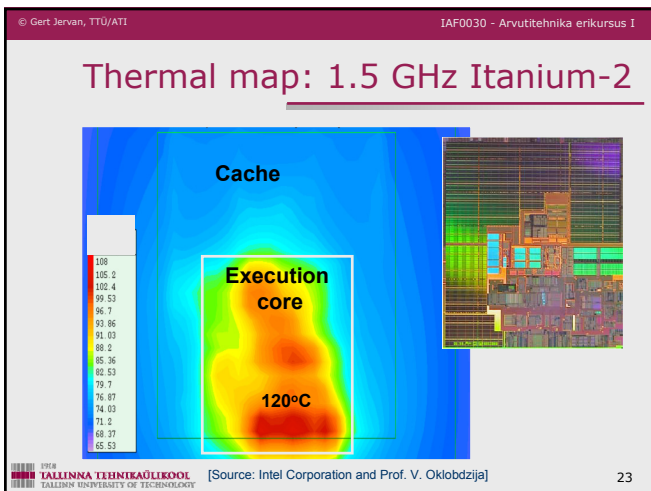 © Gert Jervan, TTÜ/ATI
IAF0030 - Arvutitehnika erikursus I
Thermal map: 1.5 GHz Itanium-2
Cache
Execution
core
120°C
108
105.2
102.4
99.53
96.7
93.86
91.03
88.2
85.36
82.53
79.7
76.87
74.03
71.2
68.37
65.53
1918
TALLINNA TEHNIKAÜLIKOOL
TALLINN UNIVERSITY OF TECHNOLOGY
[Source: Intel Corporation and Prof. V. Oklobdzija]
23